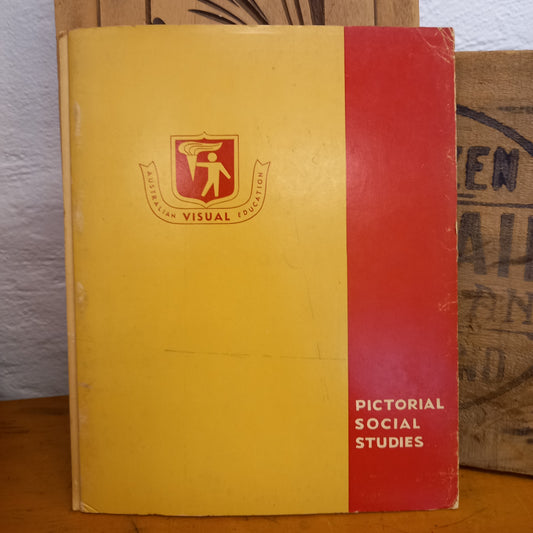 AUSTRALIAN VISUAL EDUCATION
PICTORIAL
SOCIAL
STUDIES